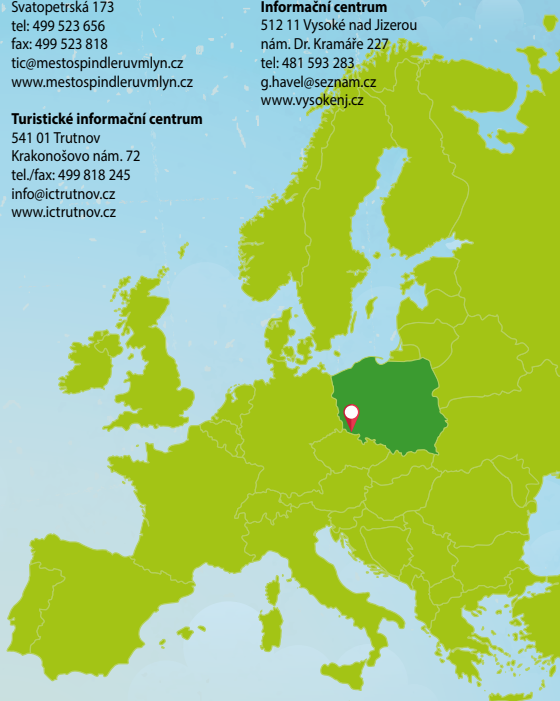 Svatopetrská 173
tel: 499 523 656
fax: 499 523 818
tic@mestospindleruvmlyn.cz
www.mestospindleruvmlyn.cz
Turistické informační centrum
541 01 Trutnov
Krakonošovo nám. 72
tel./fax: 499 818 245
info@ictrutnov.cz
www.ictrutnov.cz
Informační centrum
512 11 Vysoké nad Jizerou
nám. Dr. Kramáře 227
tel: 481 593 283
g.havel@seznam.cz
www.vysokenj.cz